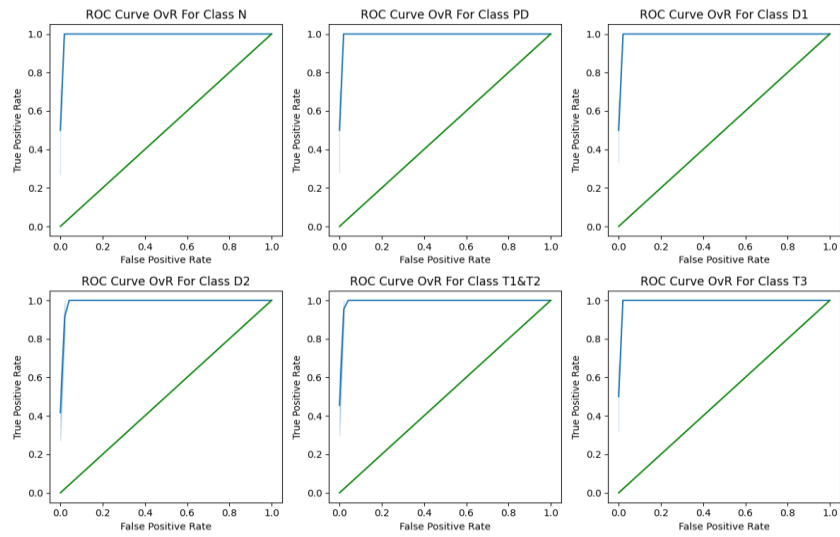 ROC Curve OvR For Class N
1.0
0.8
0.6
0.4
0.2
0.0
True Positive Rate
0.0 0.2 0.4 0.6 0.8 1.0
False Positive Rate
ROC Curve OvR For Class PD
1.0
0.8
0.6
0.4
0.2
0.0
True Positive Rate
0.0 0.2 0.4 0.6 0.8 1.0
False Positive Rate
ROC Curve OvR For Class D1
1.0
0.8
0.6
0.4
0.2
0.0
True Positive Rate
0.0 0.2 0.4 0.6 0.8 1.0
False Positive Rate
ROC Curve OvR For Class D2
1.0
0.8
0.6
0.4
0.2
0.0
True Positive Rate
0.0 0.2 0.4 0.6 0.8 1.0
False Positive Rate
ROC Curve OvR For Class T1&T2
1.0
0.8
0.6
0.4
0.2
0.0
True Positive Rate
0.0 0.2 0.4 0.6 0.8 1.0
False Positive Rate
ROC Curve OvR For Class T3
1.0
0.8
0.6
0.4
0.2
0.0
True Positive Rate
0.0 0.2 0.4 0.6 0.8 1.0
False Positive Rate